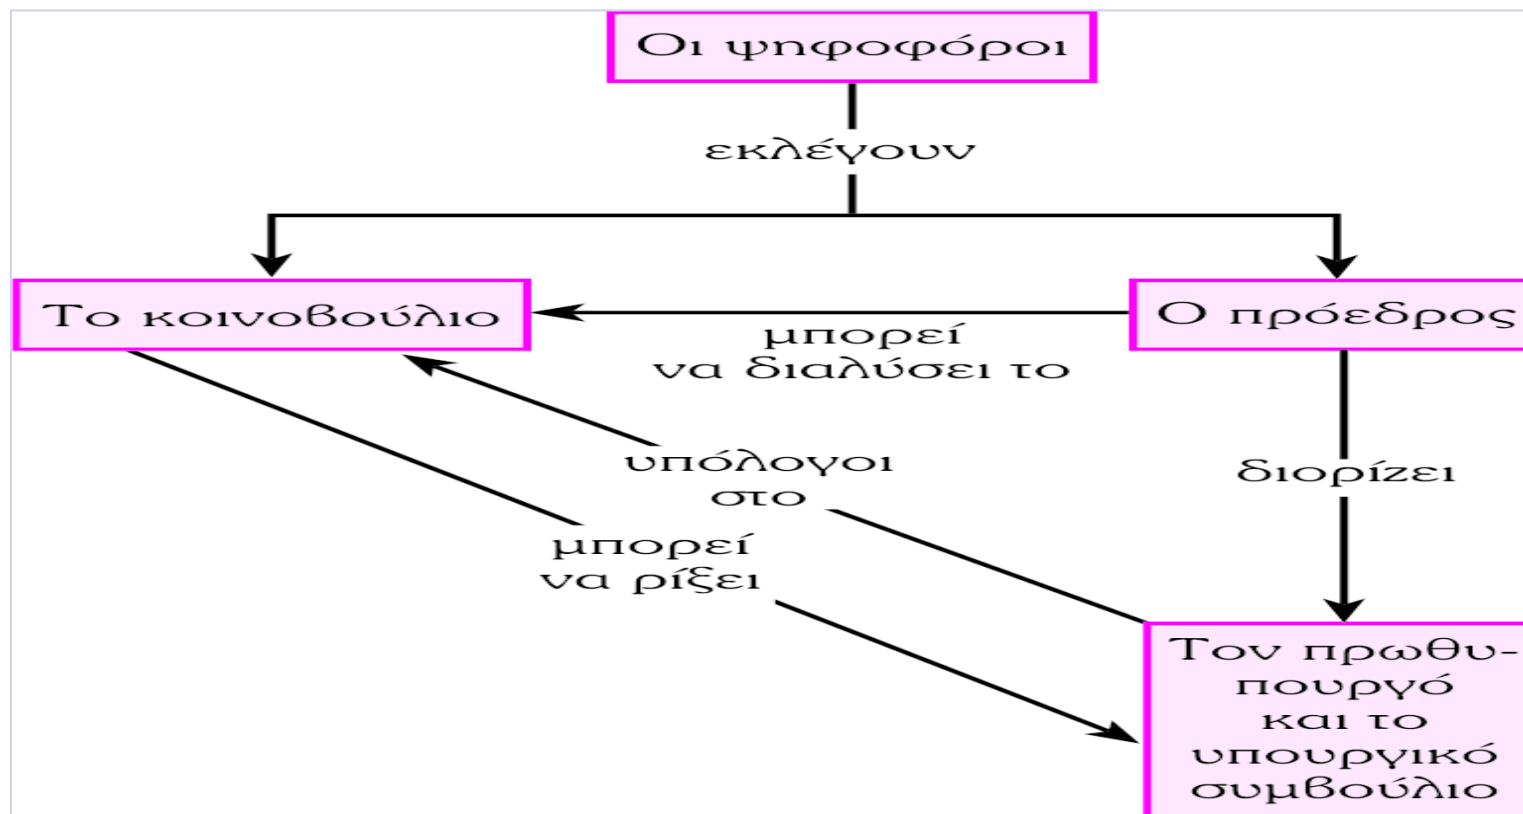 Οι ψηφοφόροι
εκλέγουν
Το κοινοβούλιο
Ο πρόεδρος
μπορεί
να διαλύσει το
υπόλογοι
στο
διορίζει
μπορεί
να ρίξει
Τον πρωθυ-
πουργό
και το
υπουργικό
συμβούλιο